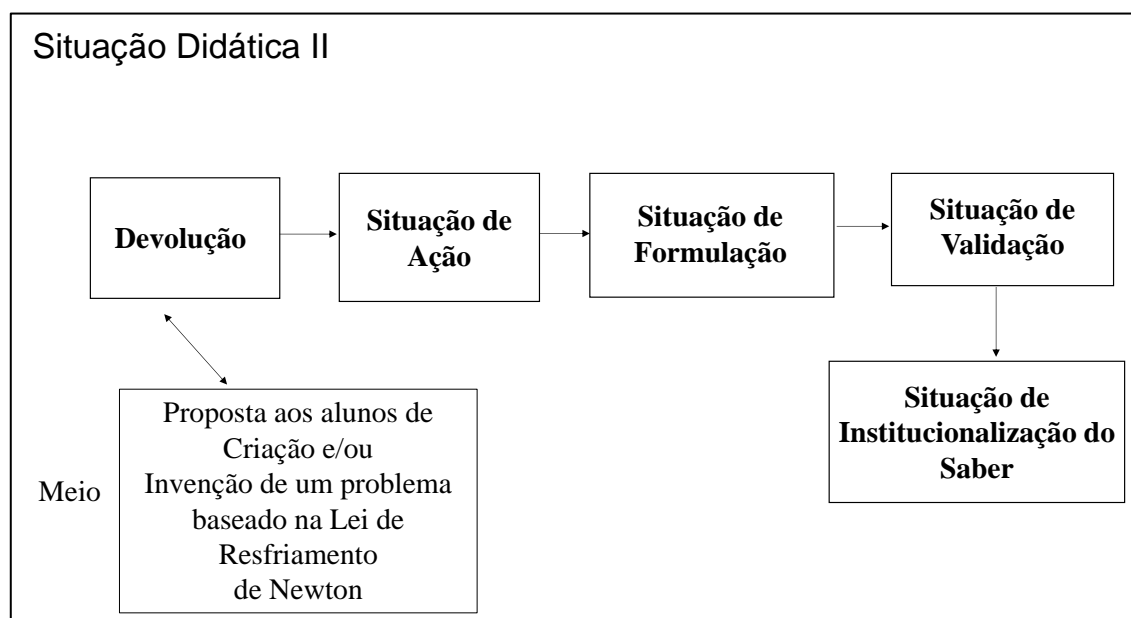 Situação Didática II
Devolução
Situação de
Ação
Situação de
Formulação
Situação de
Validação
Situação de
Institucionalização do
Saber
Meio
Proposta aos alunos de
Criação e/ou
Invenção de um problema
baseado na Lei de
Resfriamento
de Newton